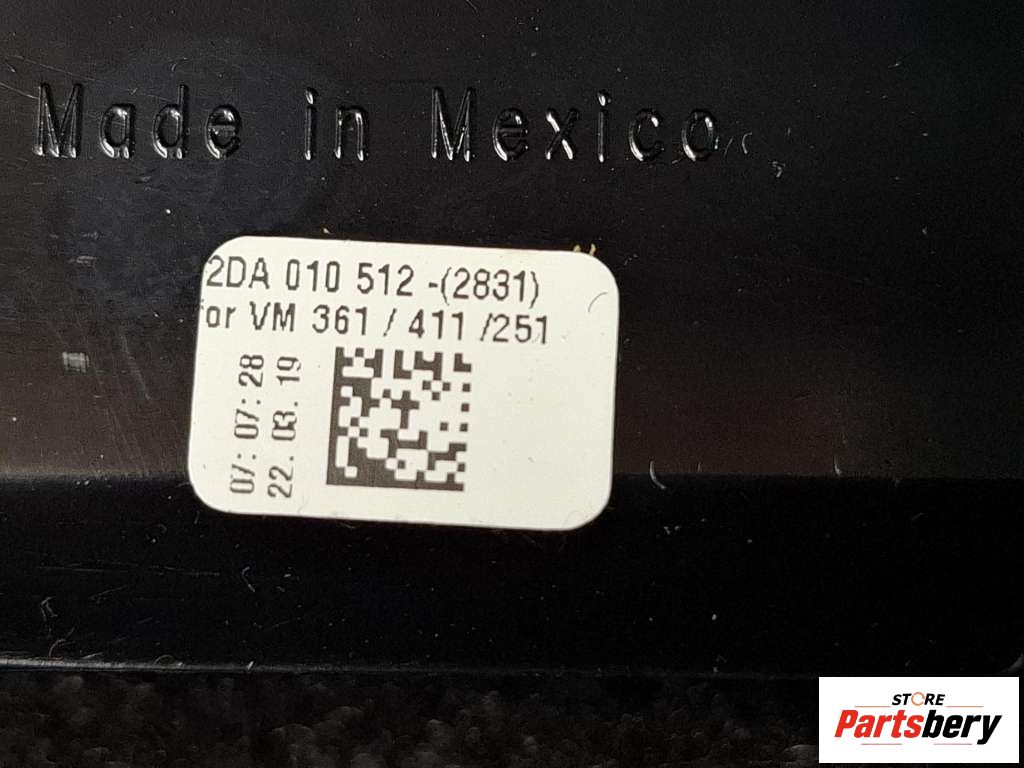 Made in Mexico
2DA 010 512 -(2831)
for VM 361 / 411 /251
07: 07: 28
22. 03. 19
STORE
Partsbery